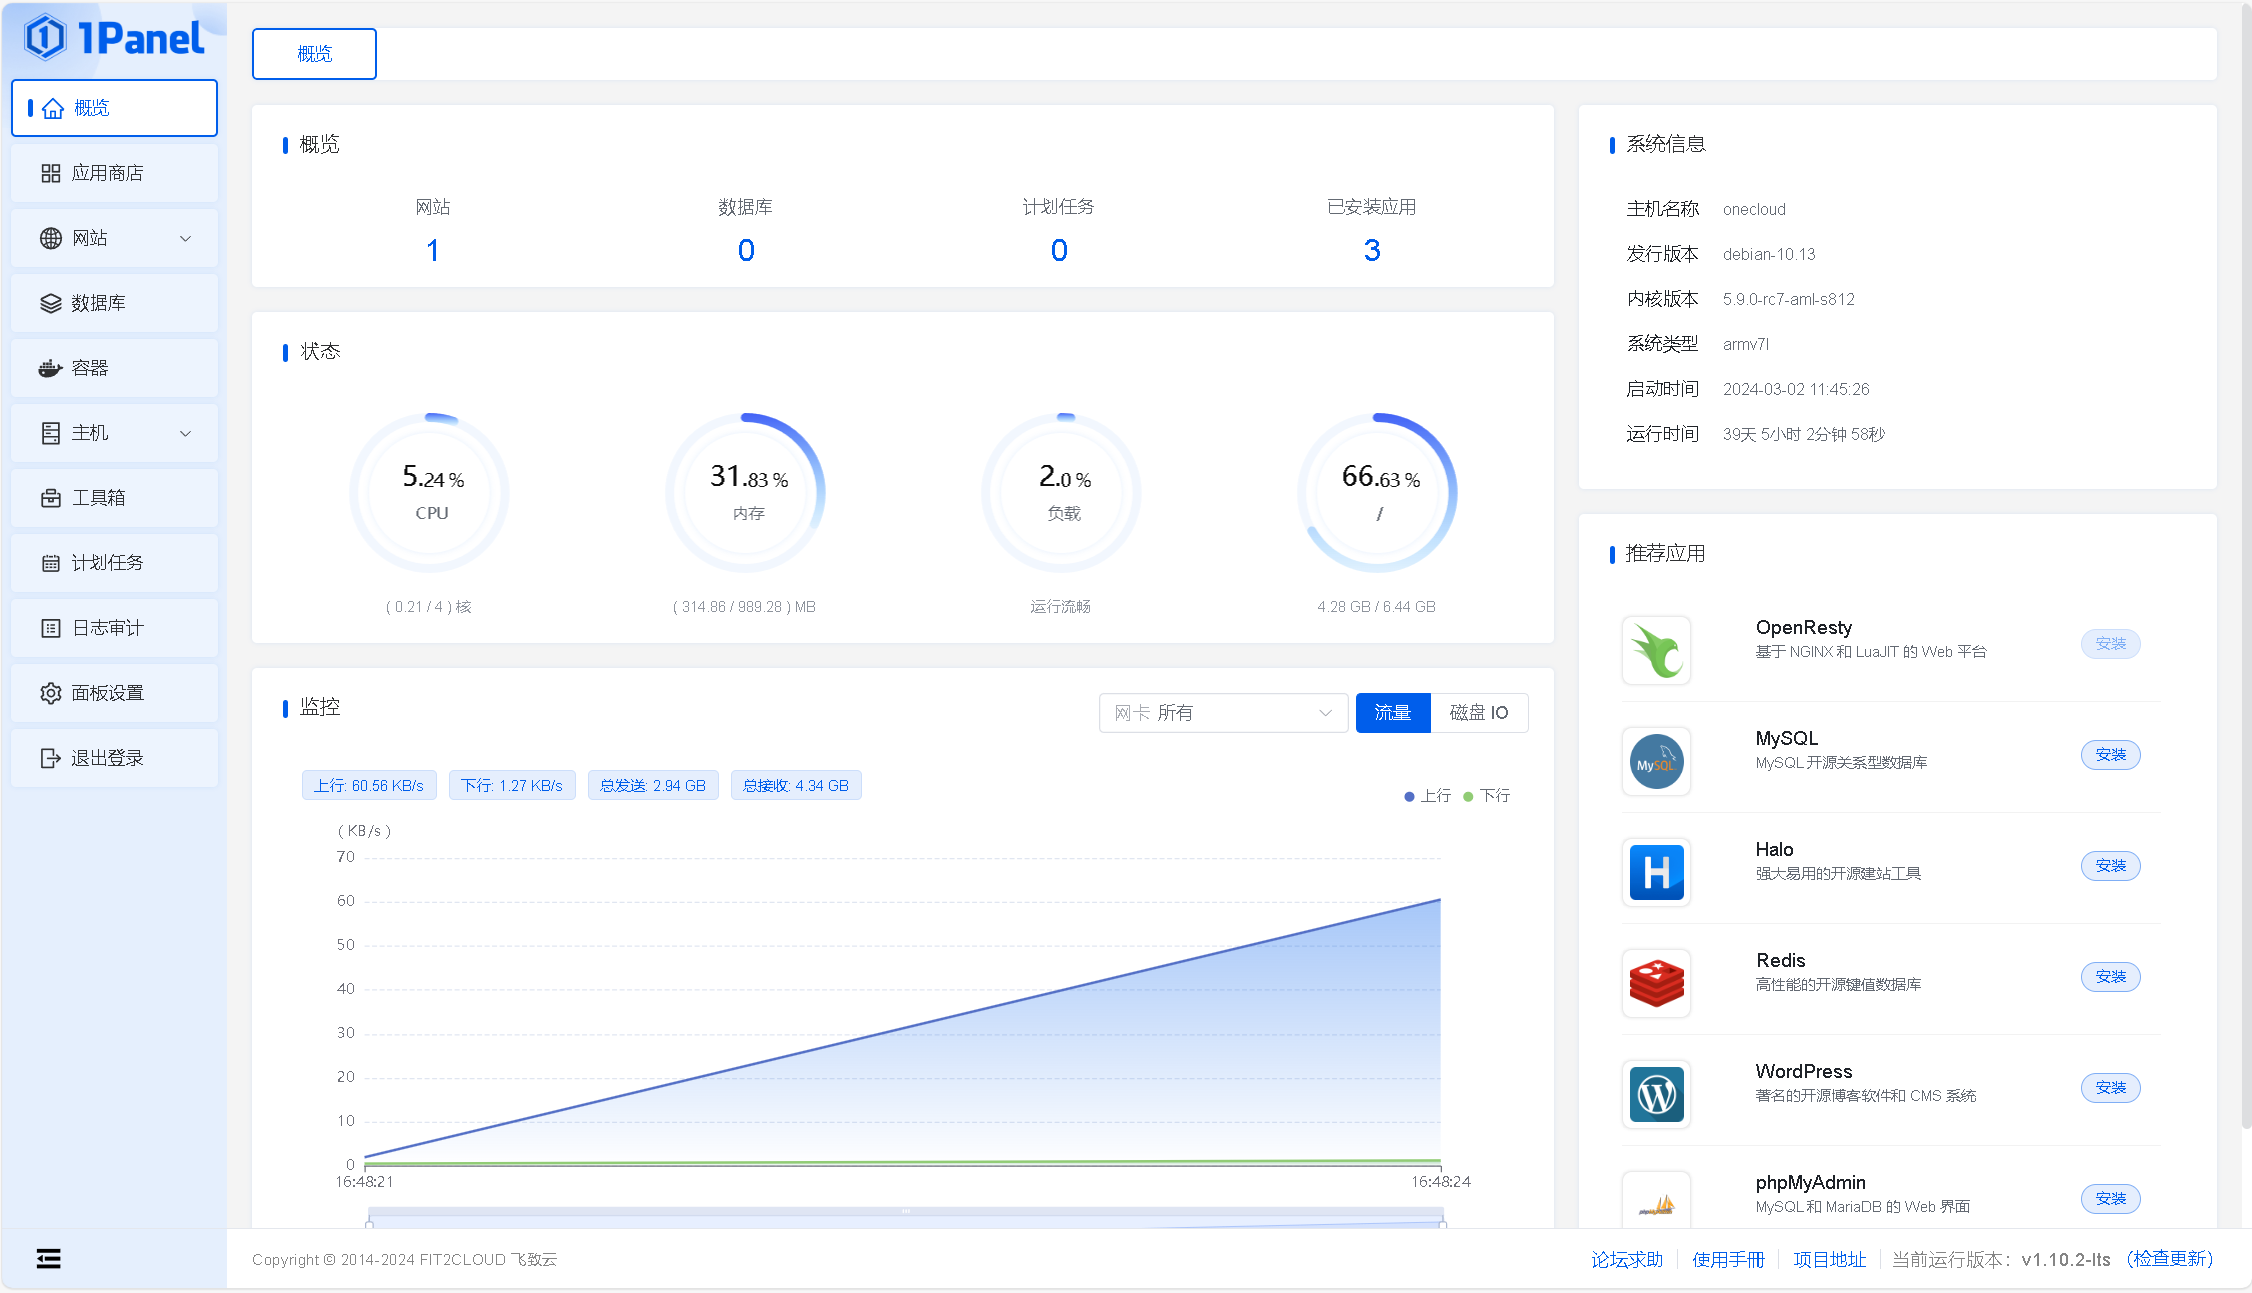 1Panel
概览
应用商店
网站
数据库
容器
主机
工具箱
计划任务
日志审计
面板设置
退出登录
概览
概览
网站
1
数据库
0
计划任务
0
已安装应用
3
状态
5.24 %
CPU
( 0.21 / 4 ) 核
31.83 %
内存
( 314.86 / 989.28 ) MB
2.0 %
负载
运行流畅
66.63 %
/
4.28 GB / 6.44 GB
监控
网卡 所有
流量
磁盘 IO
上行: 60.56 KB/s
下行: 1.27 KB/s
总发送: 2.94 GB
总接收: 4.34 GB
上行
下行
( KB/s )
70
60
50
40
30
20
10
0
16:48:21
16:48:24
系统信息
主机名称 onecloud
发行版本 debian-10.13
内核版本 5.9.0-rc7-aml-s812
系统类型 armv7l
启动时间 2024-03-02 11:45:26
运行时间 39天 5小时 2分钟 58秒
推荐应用
OpenResty
基于 NGINX 和 LuaJIT 的 Web 平台
安装
MySQL
MySQL
MySQL 开源关系型数据库
安装
H
Halo
强大易用的开源建站工具
安装
Redis
高性能的开源键值数据库
安装
W
WordPress
著名的开源博客软件和 CMS 系统
安装
phpMyAdmin
MySQL 和 MariaDB 的 Web 界面
安装
Copyright © 2014-2024 FIT2CLOUD 飞致云
论坛求助
使用手册
项目地址
当前运行版本： v1.10.2-lts （检查更新）